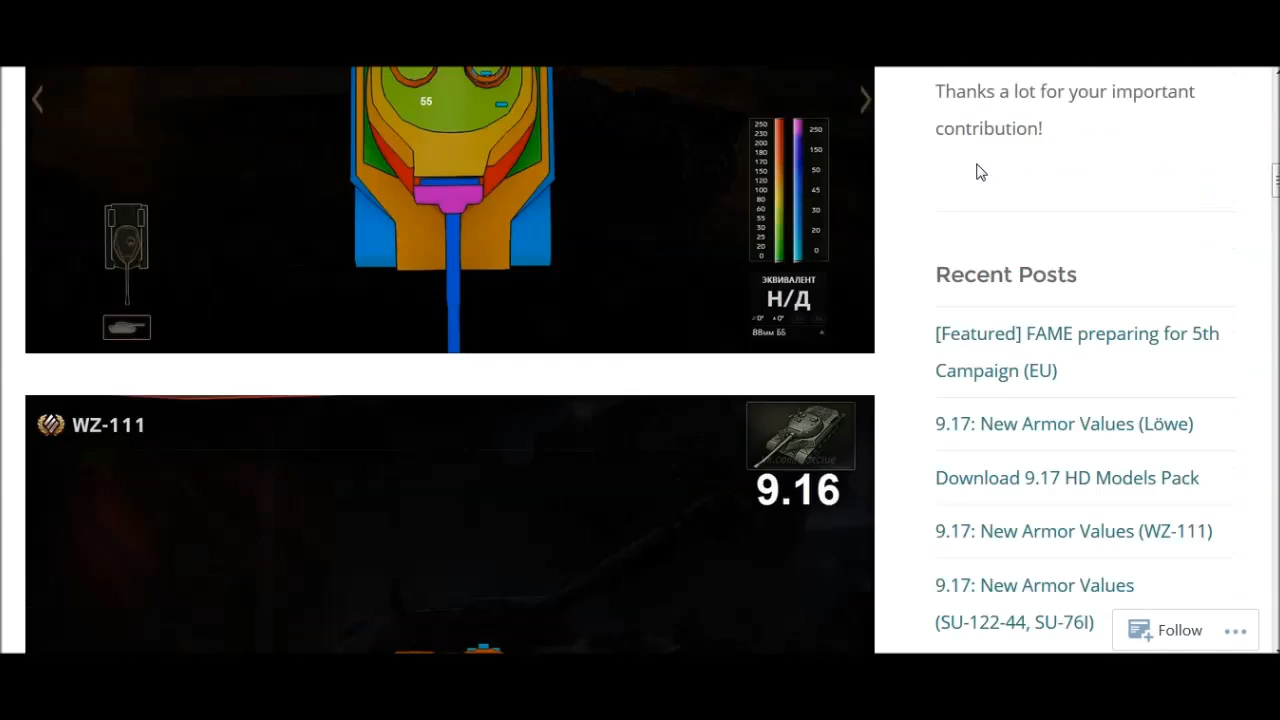 55
250
230
200
180
170
150
120
100
80
60
55
30
25
20
0
250
150
50
45
30
20
0
ЭКВИВАЛЕНТ
Н/Д
88мм ББ
WZ-111
9.16
Thanks a lot for your important
contribution!
Recent Posts
[Featured] FAME preparing for 5th
Campaign (EU)
9.17: New Armor Values (Löwe)
Download 9.17 HD Models Pack
9.17: New Armor Values (WZ-111)
9.17: New Armor Values
(SU-122-44, SU-76I)
Follow